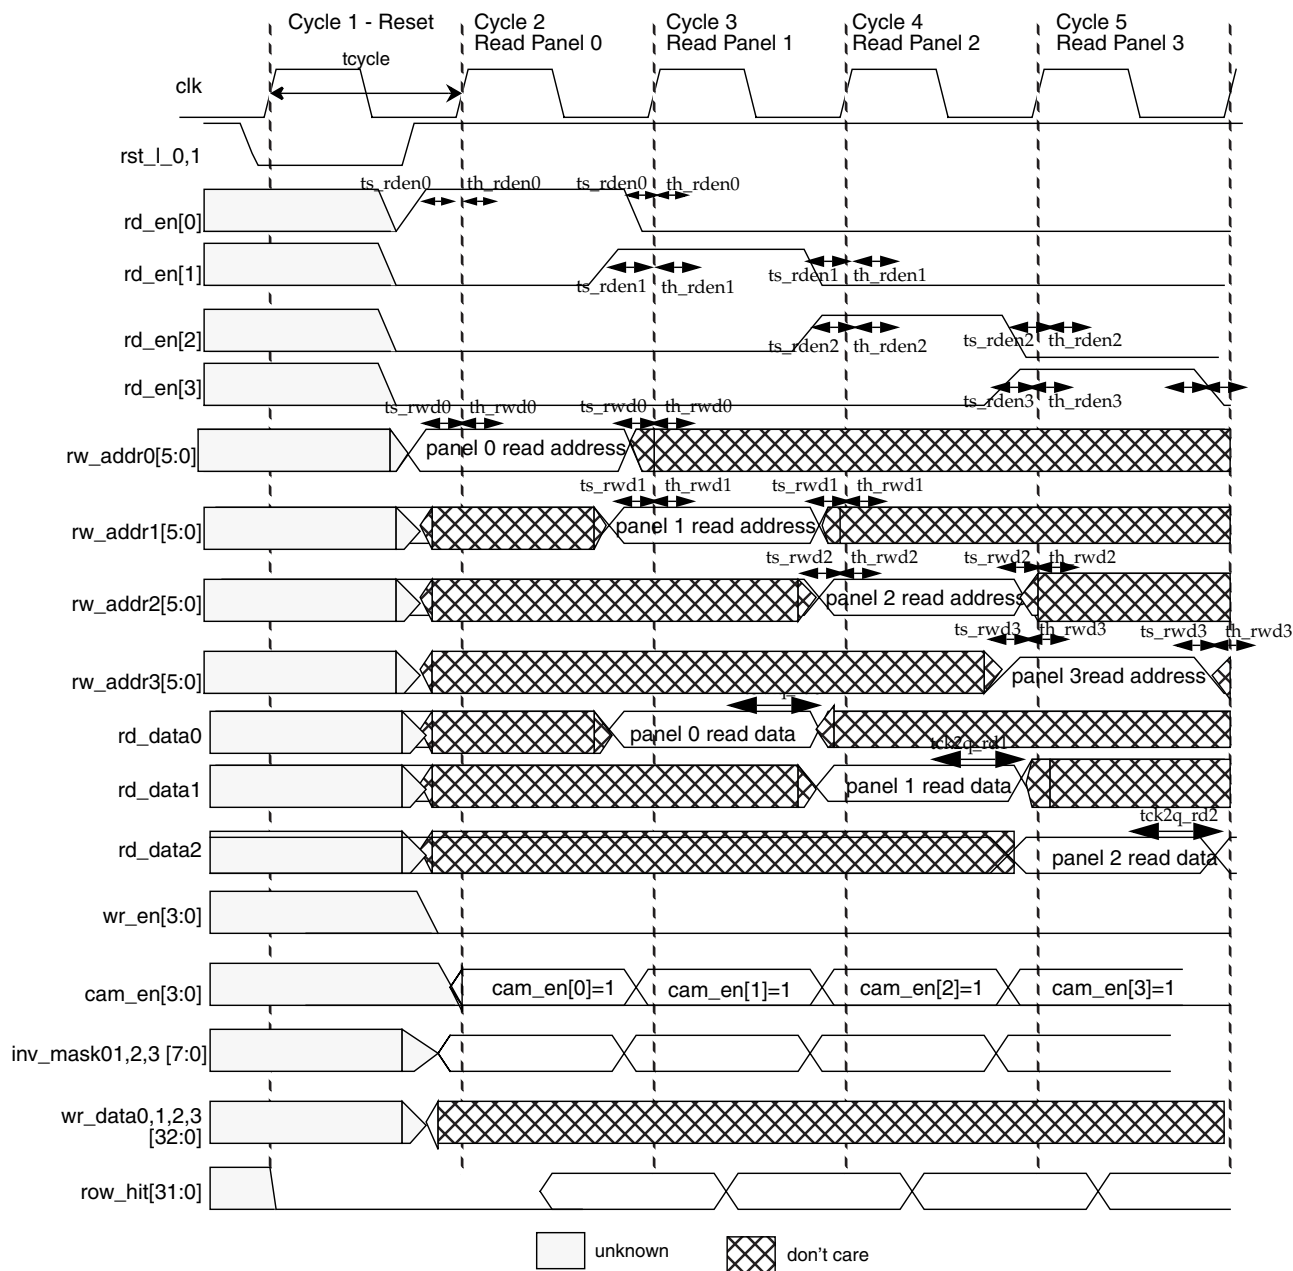 Cycle 1 - Reset
Cycle 2
Read Panel 0
Cycle 3
Read Panel 1
Cycle 4
Read Panel 2
Cycle 5
Read Panel 3
tcycle
clk
rst_l_0,1
ts_rden0 th_rden0 ts_rden0 th_rden0
rd_en[0]
rd_en[1]
ts_rden1 th_rden1 ts_rden1 th_rden1
rd_en[2]
ts_rden2 th_rden2 ts_rden2 th_rden2
rd_en[3]
ts_rden3 th_rden3
ts_rwd0 th_rwd0 ts_rwd0 th_rwd0
rw_addr0[5:0] panel 0 read address
ts_rwd1 th_rwd1 ts_rwd1 th_rwd1
rw_addr1[5:0] panel 1 read address
ts_rwd2 th_rwd2 ts_rwd2 th_rwd2
rw_addr2[5:0] panel 2 read address
ts_rwd3 th_rwd3 ts_rwd3 th_rwd3
rw_addr3[5:0] panel 3read address
rd_data0 panel 0 read data
tck2q_rd1
rd_data1 panel 1 read data
tck2q_rd2
rd_data2 panel 2 read data
wr_en[3:0]
cam_en[3:0] cam_en[0]=1 cam_en[1]=1 cam_en[2]=1 cam_en[3]=1
inv_mask01,2,3 [7:0]
wr_data0,1,2,3
[32:0]
row_hit[31:0]
unknown don't care